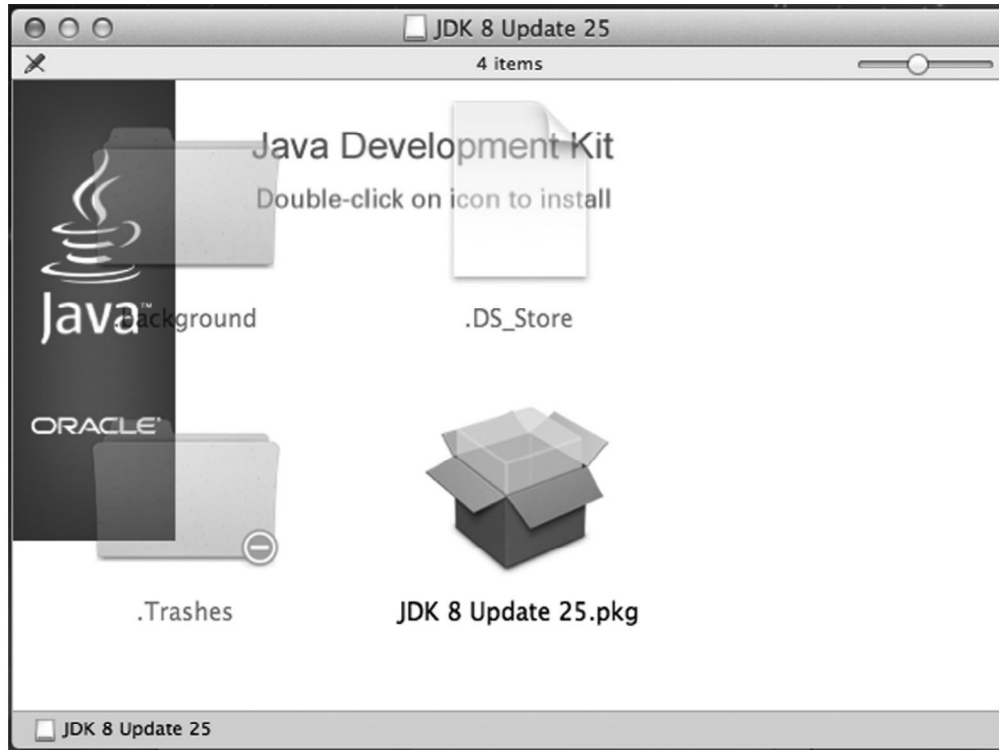 JDK 8 Update 25
4 items
Java Development Kit
Double-click on icon to install
Java™
.background
.DS_Store
ORACLE®
.Trashes
JDK 8 Update 25.pkg
JDK 8 Update 25